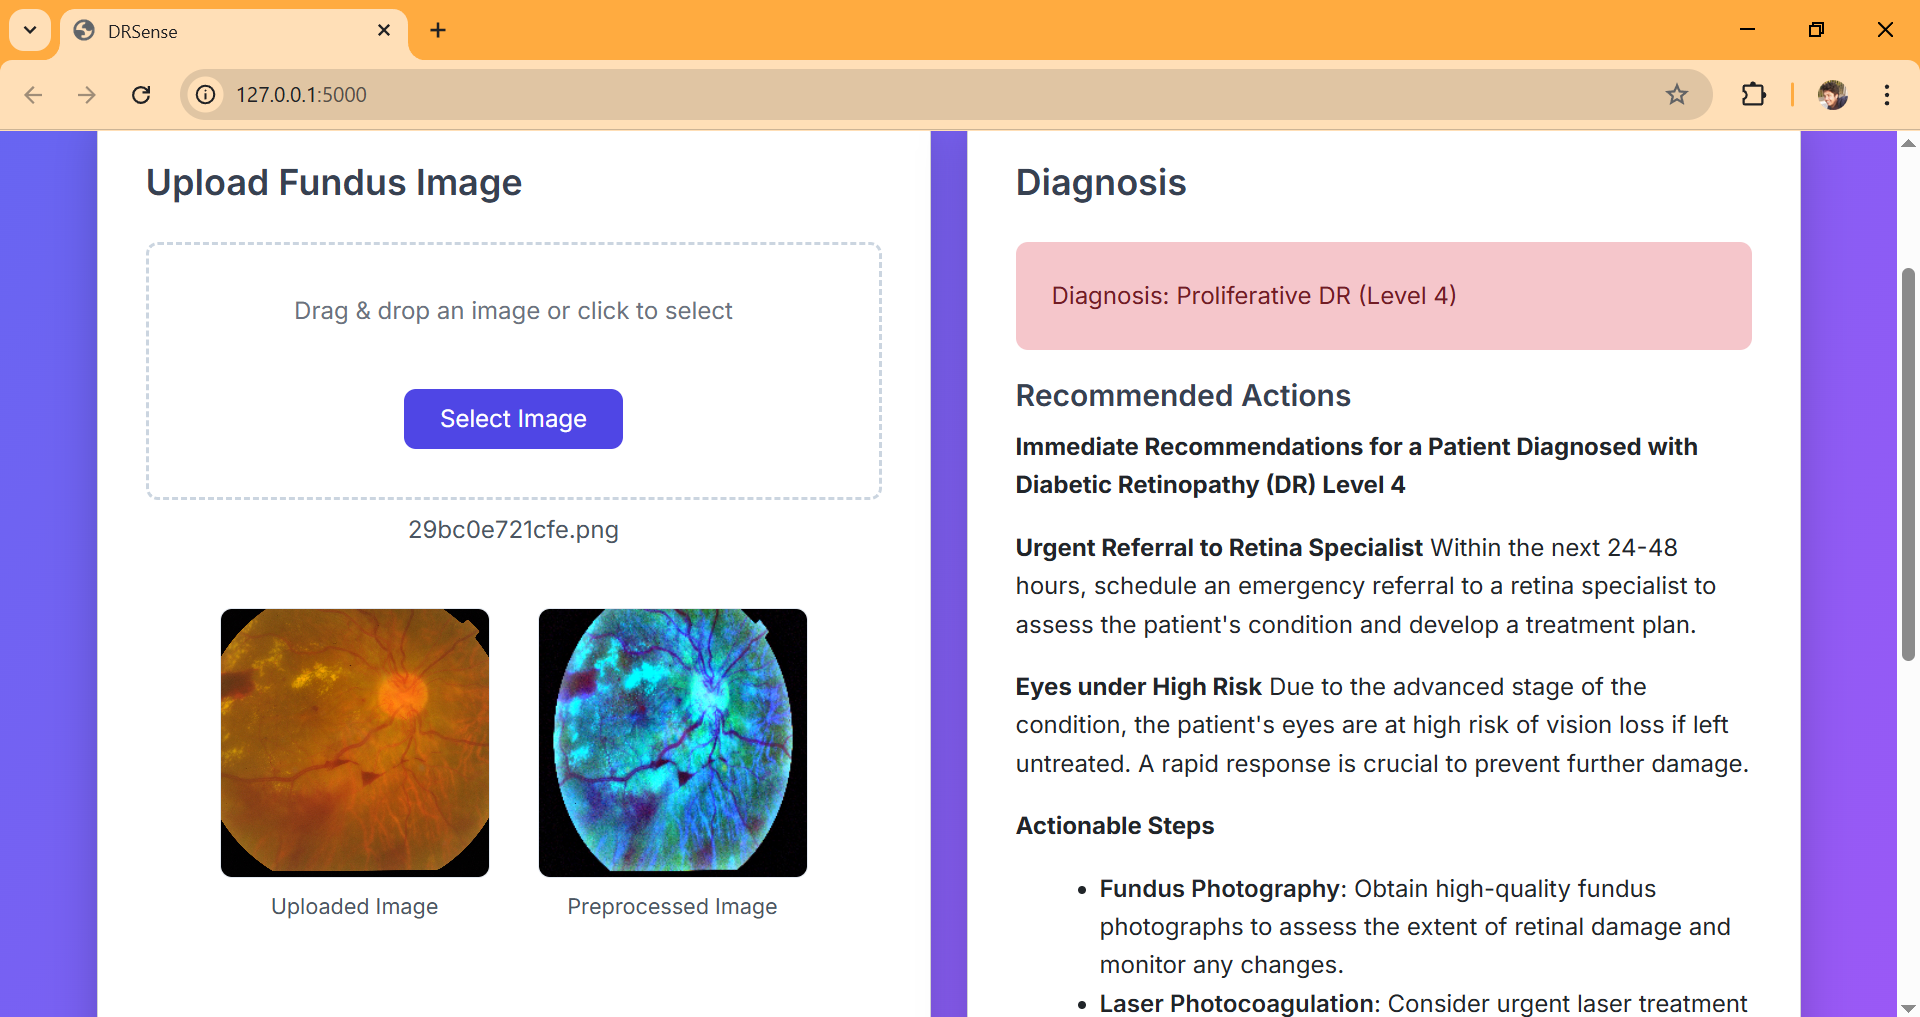 DRSense
127.0.0.1:5000
Upload Fundus Image
Drag & drop an image or click to select
Select Image
29bc0e721cfe.png
Uploaded Image
Preprocessed Image
Diagnosis
Diagnosis: Proliferative DR (Level 4)
Recommended Actions
Immediate Recommendations for a Patient Diagnosed with
Diabetic Retinopathy (DR) Level 4
Urgent Referral to Retina Specialist Within the next 24-48
hours, schedule an emergency referral to a retina specialist to
assess the patient's condition and develop a treatment plan.
Eyes under High Risk Due to the advanced stage of the
condition, the patient's eyes are at high risk of vision loss if left
untreated. A rapid response is crucial to prevent further damage.
Actionable Steps
• Fundus Photography: Obtain high-quality fundus
photographs to assess the extent of retinal damage and
monitor any changes.
• Laser Photocoagulation: Consider urgent laser treatment